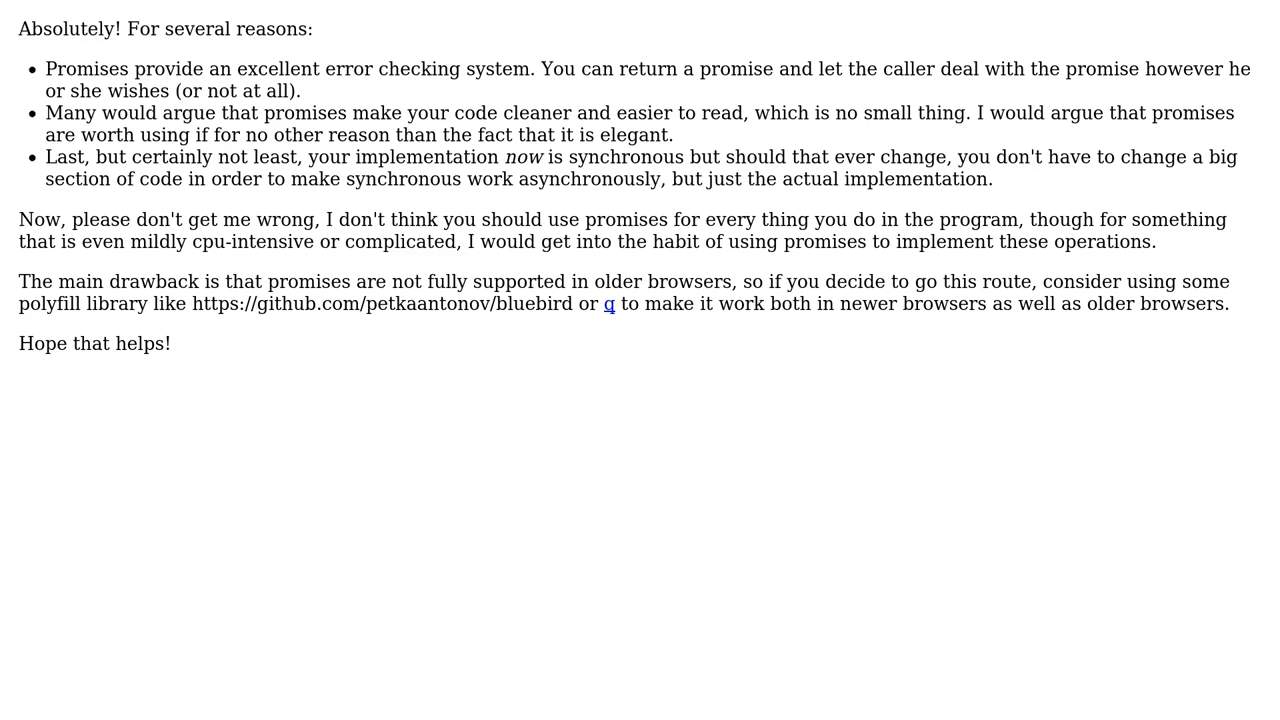 Absolutely! For several reasons:
• Promises provide an excellent error checking system. You can return a promise and let the caller deal with the promise however he
or she wishes (or not at all).
• Many would argue that promises make your code cleaner and easier to read, which is no small thing. I would argue that promises
are worth using if for no other reason than the fact that it is elegant.
• Last, but certainly not least, your implementation now is synchronous but should that ever change, you don't have to change a big
section of code in order to make synchronous work asynchronously, but just the actual implementation.
Now, please don't get me wrong, I don't think you should use promises for every thing you do in the program, though for something
that is even mildly cpu-intensive or complicated, I would get into the habit of using promises to implement these operations.
The main drawback is that promises are not fully supported in older browsers, so if you decide to go this route, consider using some
polyfill library like https://github.com/petkaantonov/bluebird or q to make it work both in newer browsers as well as older browsers.
Hope that helps!